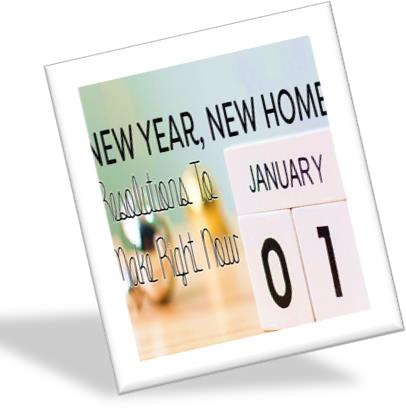 NEW YEAR, NEW HOME
Resolutions To
Make Right Now
JANUARY
01